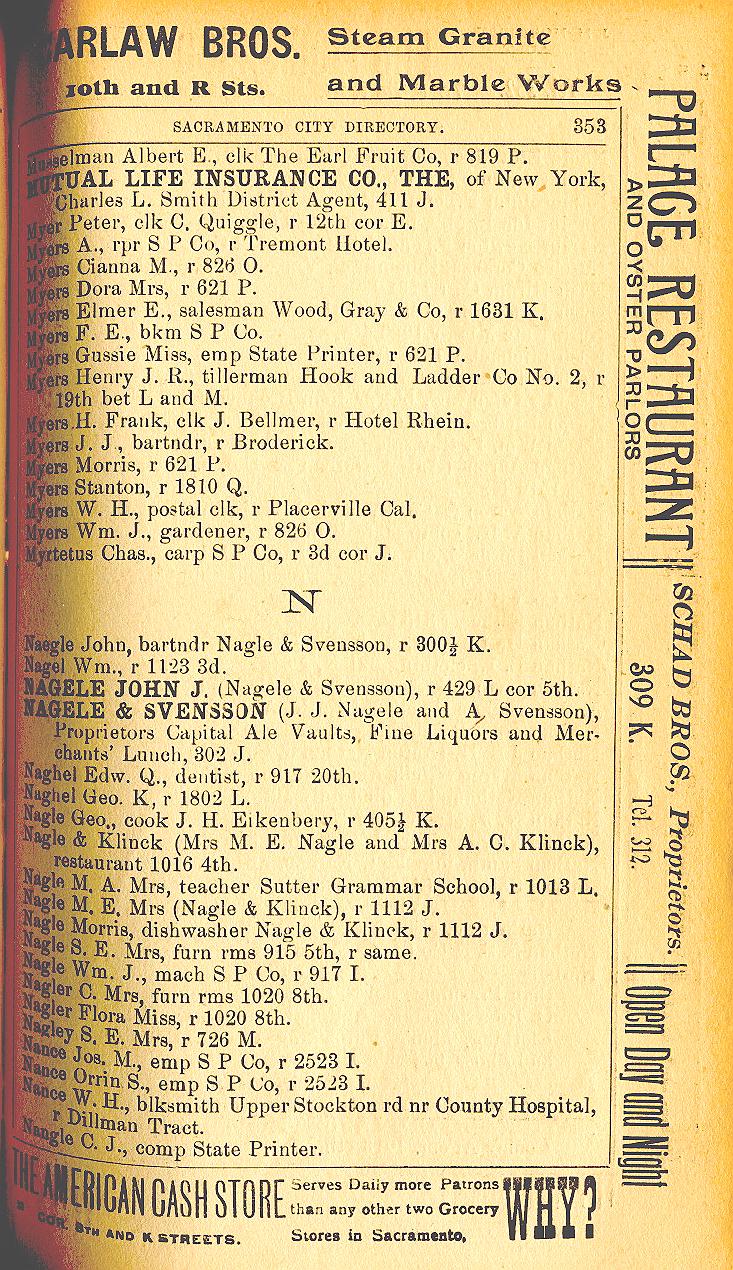 CARLAW BROS. Steam Granite
10th and R Sts. and Marble Works
SACRAMENTO CITY DIRECTORY. 353
Musselman Albert E., clk The Earl Fruit Co, r 819 P.
MUTUAL LIFE INSURANCE CO., THE, of New York,
Charles L. Smith District Agent, 411 J.
Myer Peter, clk C. Quiggle, r 12th cor E.
Myers A., rpr S P Co, r Tremont Hotel.
Myers Cianna M., r 826 O.
Myers Dora Mrs, r 621 P.
Myers Elmer E., salesman Wood, Gray & Co, r 1631 K.
Myers F. E., bkm S P Co.
Myers Gussie Miss, emp State Printer, r 621 P.
Myers Henry J. R., tillerman Hook and Ladder Co No. 2, r
19th bet L and M.
Myers H. Frank, clk J. Bellmer, r Hotel Rhein.
Myers J. J., bartndr, r Broderick.
Myers Morris, r 621 P.
Myers Stanton, r 1810 Q.
Myers W. H., postal clk, r Placerville Cal.
Myers Wm. J., gardener, r 826 O.
Myrtetus Chas., carp S P Co, r 3d cor J.
N
Naegle John, bartndr Nagle & Svensson, r 300½ K.
Nagel Wm., r 1123 3d.
NAGELE JOHN J. (Nagele & Svensson), r 429 L cor 5th.
NAGELE & SVENSSON (J. J. Nagele and A. Svensson),
Proprietors Capital Ale Vaults, Fine Liquors and Mer-
chants' Lunch, 302 J.
Naghel Edw. Q., dentist, r 917 20th.
Naghel Geo. K, r 1802 L.
Nagle Geo., cook J. H. Eikenbery, r 405½ K.
Nagle & Klinck (Mrs M. E. Nagle and Mrs A. C. Klinck),
restaurant 1016 4th.
Nagle M. A. Mrs, teacher Sutter Grammar School, r 1013 L.
Nagle M. E. Mrs (Nagle & Klinck), r 1112 J.
Nagle Morris, dishwasher Nagle & Klinck, r 1112 J.
Nagle S. E. Mrs, furn rms 915 5th, r same.
Nagle Wm. J., mach S P Co, r 917 I.
Nagler C. Mrs, furn rms 1020 8th.
Nagler Flora Miss, r 1020 8th.
Nagley S. E. Mrs, r 726 M.
Nance Jos. M., emp S P Co, r 2523 I.
Nance Orrin S., emp S P Co, r 2523 I.
Nance W. H., blksmith Upper Stockton rd nr County Hospital,
r Dillman Tract.
Nangle C. J., comp State Printer.
THE AMERICAN CASH STORE
COR. 8TH AND K STREETS.
Serves Daily more Patrons
than any other two Grocery
Stores in Sacramento,
WHY?
PALACE RESTAURANT
AND OYSTER PARLORS
SCHAD BROS., Proprietors.
309 K. Tel. 312.
Open Day and Night